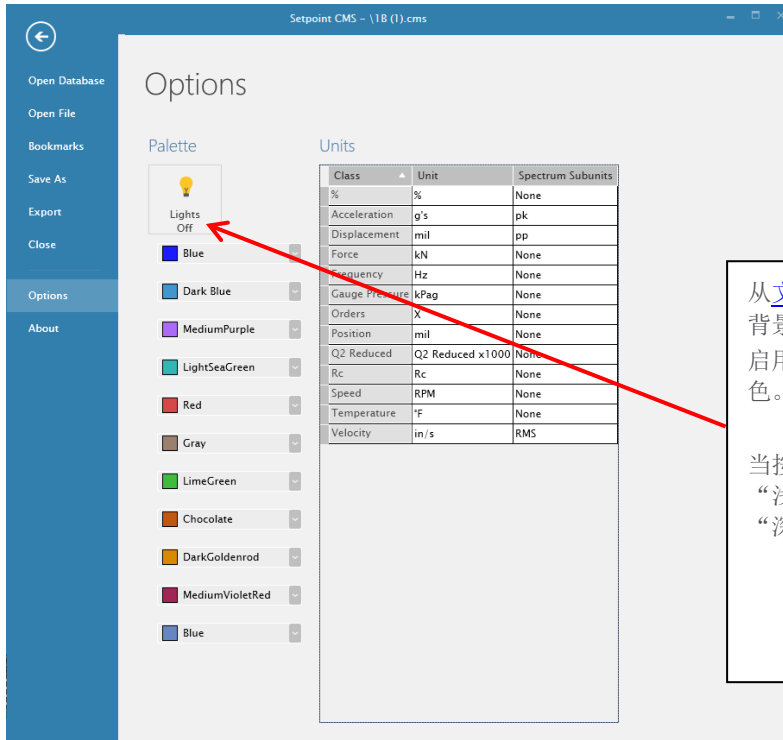 Setpoint CMS - \1B (1).cms
Open Database
Open File
Bookmarks
Save As
Export
Close
Options
About
Options
Palette
Lights
Off
Blue
Dark Blue
MediumPurple
LightSeaGreen
Red
Gray
LimeGreen
Chocolate
DarkGoldenrod
MediumVioletRed
Blue
Units
Class Unit Spectrum Subunits
% % None
Acceleration g's pk
Displacement mil pp
Force kN None
Frequency Hz None
Gauge Pressure kPag None
Orders X None
Position mil None
Q2 Reduced Q2 Reduced x1000 None
Rc Rc None
Speed RPM None
Temperature °F None
Velocity in/s RMS
从
背景
启用
色。
当按
“浅
“深